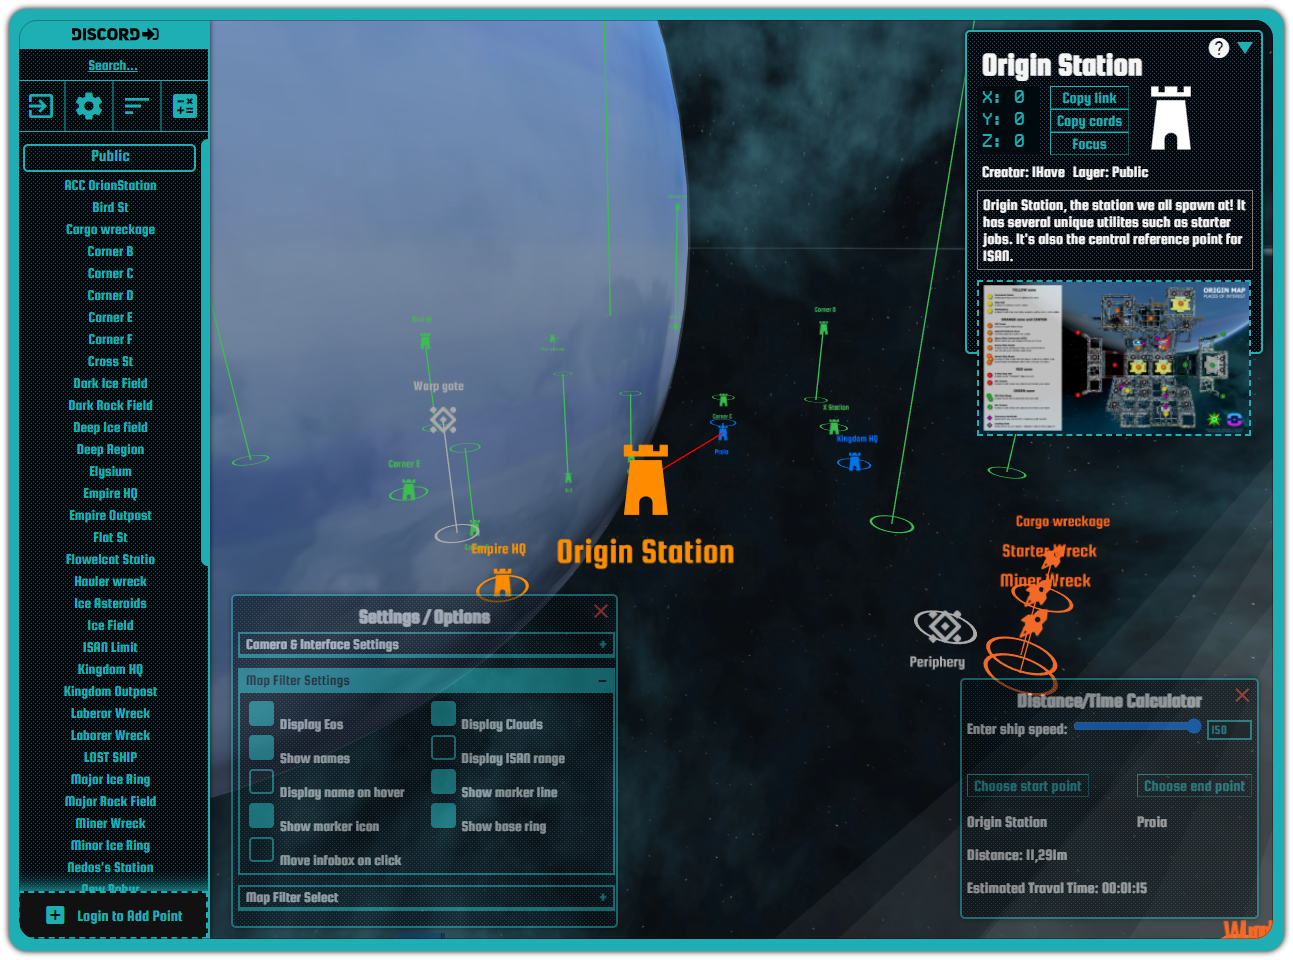 DISCORD
Search...
Public
ACC OrionStation
Bird St
Cargo wreckage
Corner B
Corner C
Corner D
Corner E
Corner F
Cross St
Dark Ice Field
Dark Rock Field
Deep Ice field
Deep Region
Elysium
Empire HQ
Empire Outpost
Flat St
Flowelcat Statio
Hauler wreck
Ice Asteroids
Ice Field
ISAN Limit
Kingdom HQ
Kingdom Outpost
Laberor Wreck
Laborer Wreck
LOST SHIP
Major Ice Ring
Major Rock Field
Miner Wreck
Minor Ice Ring
Nedos's Station
Login to Add Point
Warp gate
Corner E
Empire HQ
Origin Station
Corner C
Proia
Corner B
X Station
Kingdom HQ
Cargo wreckage
Starter Wreck
Miner Wreck
Periphery
Origin Station
X: 0
Y: 0
Z: 0
Copy link
Copy cords
Focus
Creator: IHave Layer: Public
Origin Station, the station we all spawn at! It
has several unique utilites such as starter
jobs. It's also the central reference point for
ISAN.
ORIGIN MAP
PLACES OF INTEREST
Settings / Options
Camera & Interface Settings +
Map Filter Settings −
Display Eos
Display Clouds
Show names
Display ISAN range
Display name on hover
Show marker line
Show marker icon
Show base ring
Move infobox on click
Map Filter Select +
Distance/Time Calculator
Enter ship speed: 150
Choose start point
Choose end point
Origin Station
Proia
Distance: 11,291m
Estimated Traval Time: 00:01:15